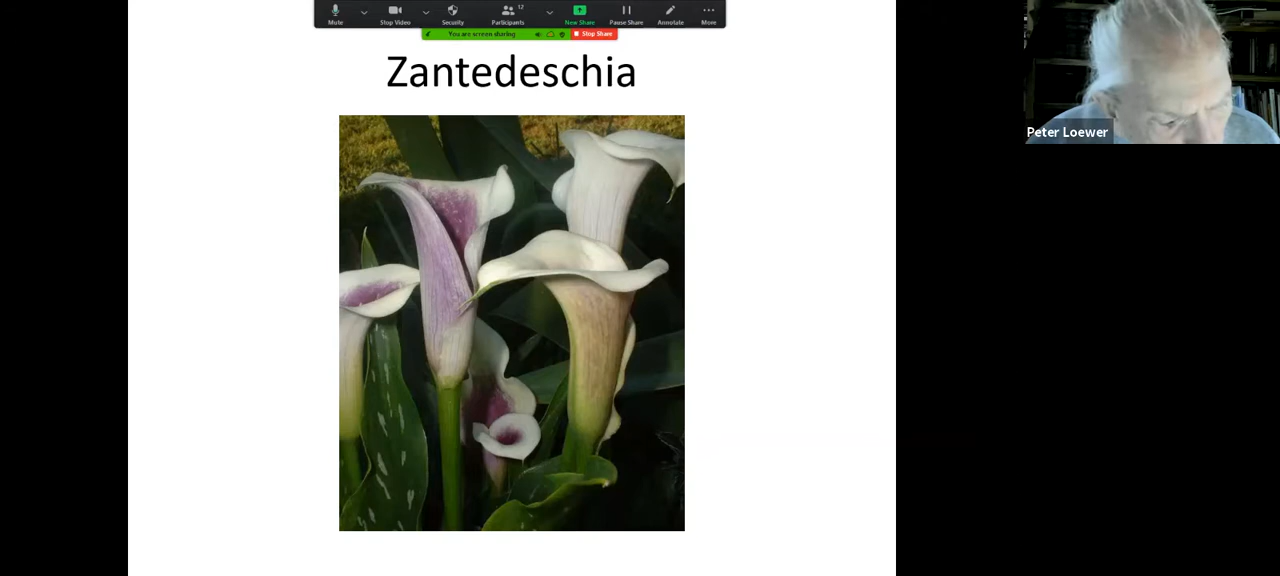 12
Mute
Stop Video
Security
Participants
New Share
Pause Share
Annotate
More
You are screen sharing
Stop Share
Zantedeschia
Peter Loewer